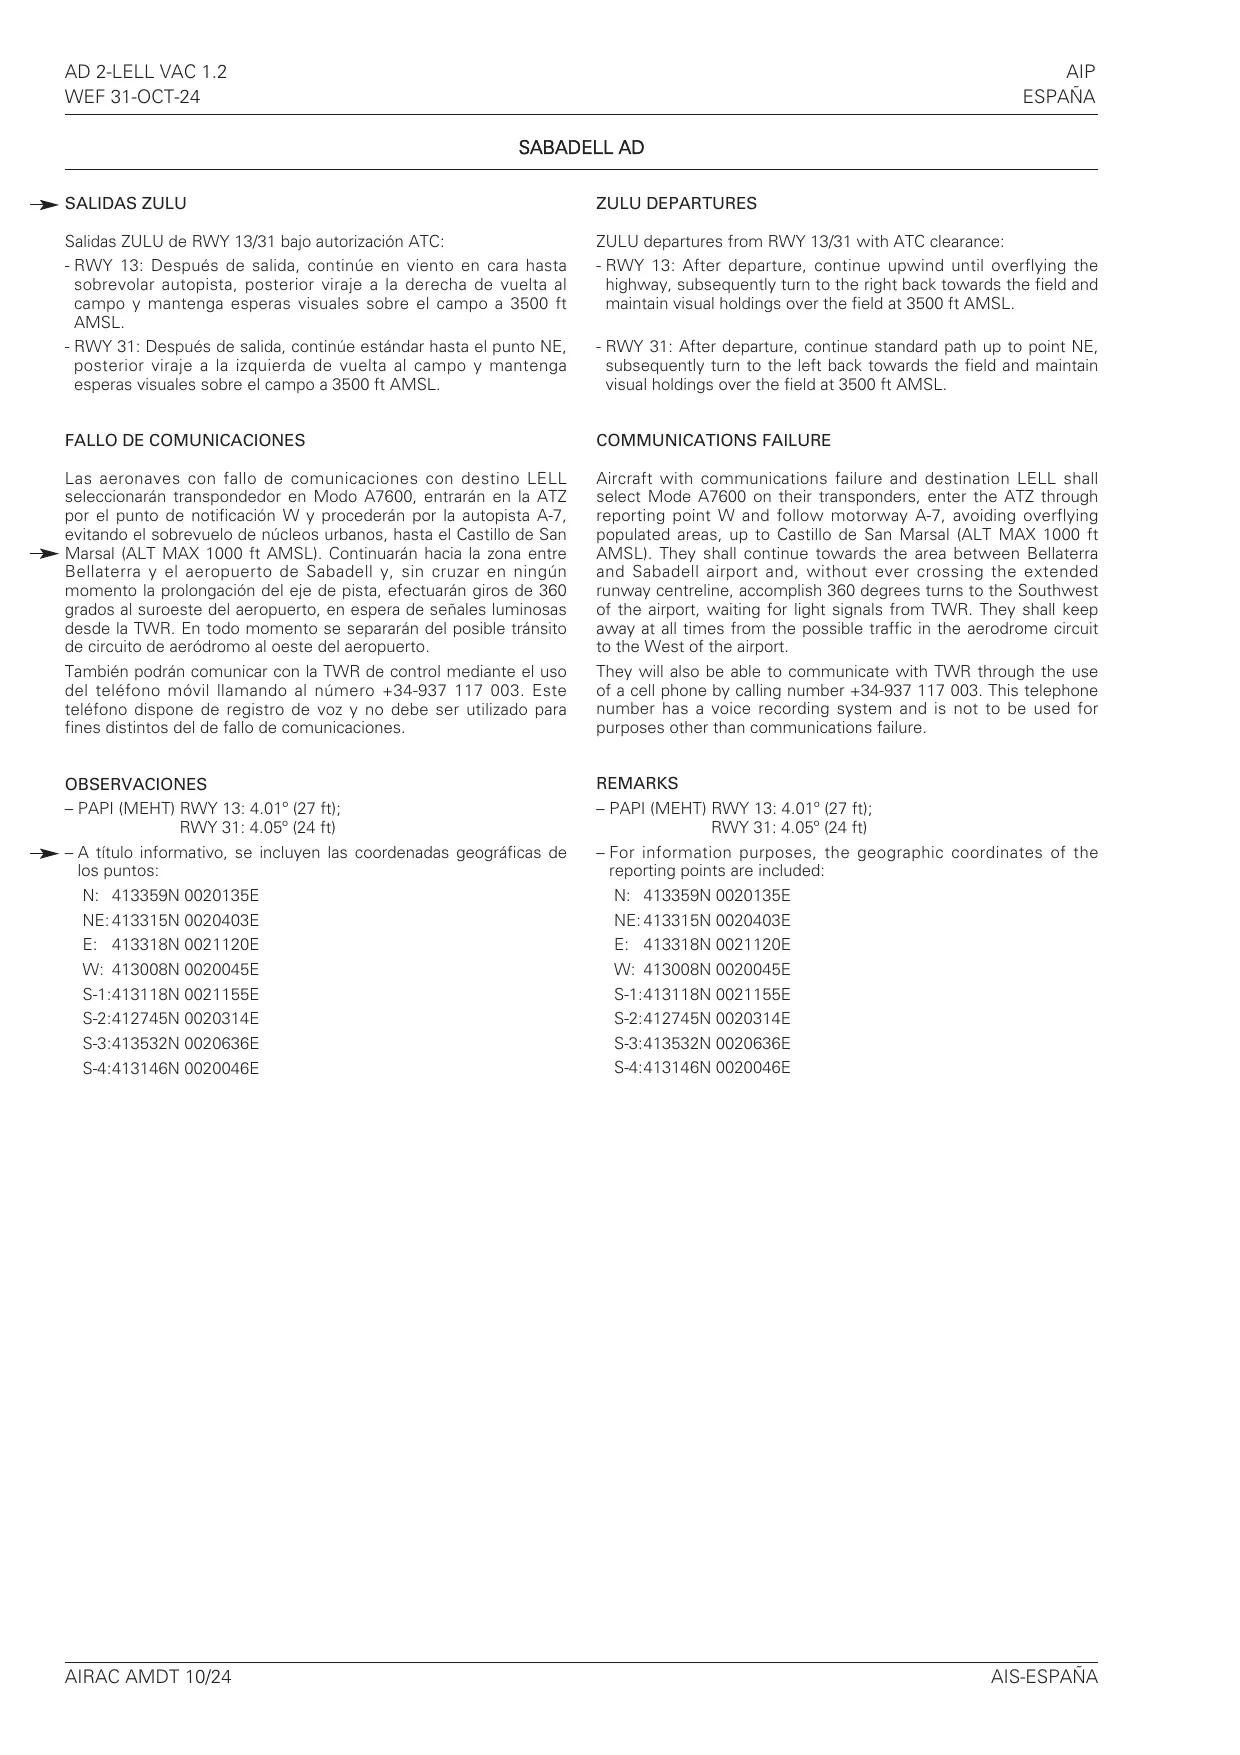 AD 2-LELL VAC 1.2
WEF 31-OCT-24
AIP
ESPAÑA
SABADELL AD
SALIDAS ZULU
Salidas ZULU de RWY 13/31 bajo autorización ATC:
- RWY 13: Después de salida, continúe en viento en cara hasta
sobrevolar autopista, posterior viraje a la derecha de vuelta al
campo y mantenga esperas visuales sobre el campo a 3500 ft
AMSL.
- RWY 31: Después de salida, continúe estándar hasta el punto NE,
posterior viraje a la izquierda de vuelta al campo y mantenga
esperas visuales sobre el campo a 3500 ft AMSL.
FALLO DE COMUNICACIONES
Las aeronaves con fallo de comunicaciones con destino LELL
seleccionarán transpondedor en Modo A7600, entrarán en la ATZ
por el punto de notificación W y procederán por la autopista A-7,
evitando el sobrevuelo de núcleos urbanos, hasta el Castillo de San
Marsal (ALT MAX 1000 ft AMSL). Continuarán hacia la zona entre
Bellaterra y el aeropuerto de Sabadell y, sin cruzar en ningún
momento la prolongación del eje de pista, efectuarán giros de 360
grados al suroeste del aeropuerto, en espera de señales luminosas
desde la TWR. En todo momento se separarán del posible tránsito
de circuito de aeródromo al oeste del aeropuerto.
También podrán comunicar con la TWR de control mediante el uso
del teléfono móvil llamando al número +34-937 117 003. Este
teléfono dispone de registro de voz y no debe ser utilizado para
fines distintos del de fallo de comunicaciones.
OBSERVACIONES
– PAPI (MEHT) RWY 13: 4.01º (27 ft);
RWY 31: 4.05º (24 ft)
– A título informativo, se incluyen las coordenadas geográficas de
los puntos:
N: 413359N 0020135E
NE: 413315N 0020403E
E: 413318N 0021120E
W: 413008N 0020045E
S-1:413118N 0021155E
S-2:412745N 0020314E
S-3:413532N 0020636E
S-4:413146N 0020046E
ZULU DEPARTURES
ZULU departures from RWY 13/31 with ATC clearance:
- RWY 13: After departure, continue upwind until overflying the
highway, subsequently turn to the right back towards the field and
maintain visual holdings over the field at 3500 ft AMSL.
- RWY 31: After departure, continue standard path up to point NE,
subsequently turn to the left back towards the field and maintain
visual holdings over the field at 3500 ft AMSL.
COMMUNICATIONS FAILURE
Aircraft with communications failure and destination LELL shall
select Mode A7600 on their transponders, enter the ATZ through
reporting point W and follow motorway A-7, avoiding overflying
populated areas, up to Castillo de San Marsal (ALT MAX 1000 ft
AMSL). They shall continue towards the area between Bellaterra
and Sabadell airport and, without ever crossing the extended
runway centreline, accomplish 360 degrees turns to the Southwest
of the airport, waiting for light signals from TWR. They shall keep
away at all times from the possible traffic in the aerodrome circuit
to the West of the airport.
They will also be able to communicate with TWR through the use
of a cell phone by calling number +34-937 117 003. This telephone
number has a voice recording system and is not to be used for
purposes other than communications failure.
REMARKS
– PAPI (MEHT) RWY 13: 4.01º (27 ft);
RWY 31: 4.05º (24 ft)
– For information purposes, the geographic coordinates of the
reporting points are included:
N: 413359N 0020135E
NE: 413315N 0020403E
E: 413318N 0021120E
W: 413008N 0020045E
S-1:413118N 0021155E
S-2:412745N 0020314E
S-3:413532N 0020636E
S-4:413146N 0020046E
AIRAC AMDT 10/24
AIS-ESPAÑA